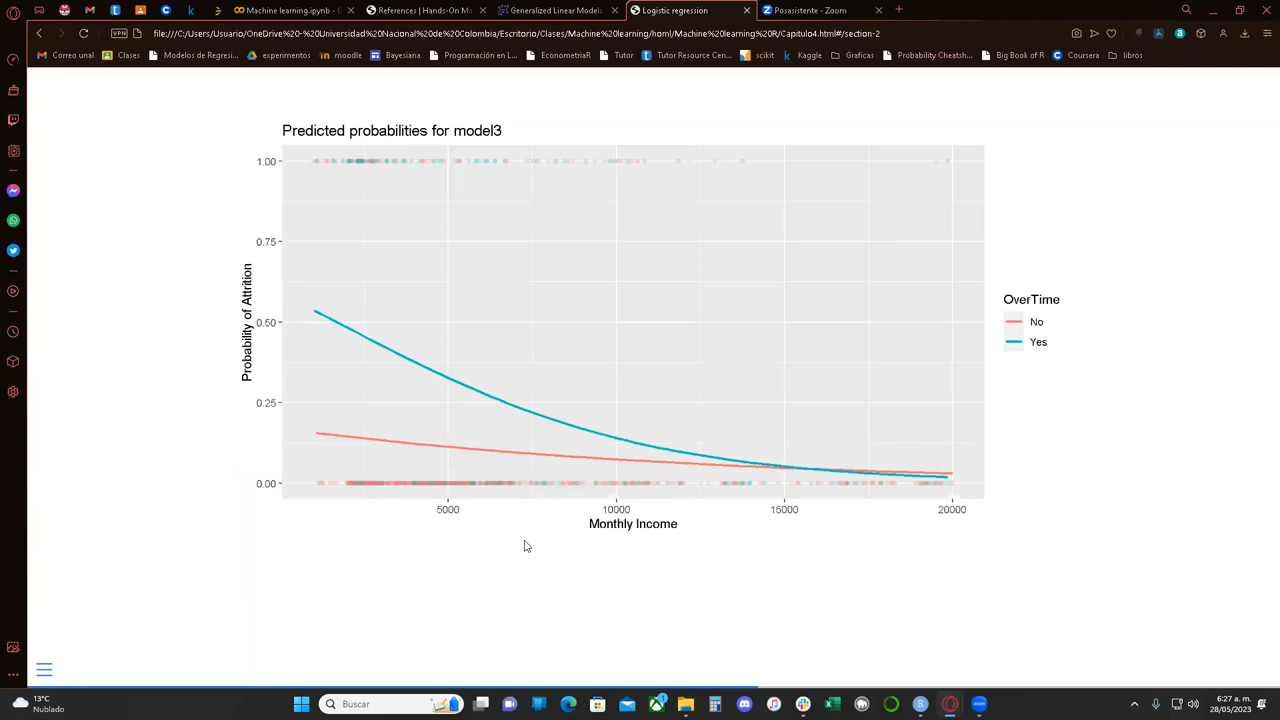 Machine learning.ipynb - C
References | Hands-On Ma
Generalized Linear Models
Logistic regression
Posasistente - Zoom
VPN
file:///C:/Users/Usuario/OneDrive%20-%20Universidad%20Nacional%20de%20Colombia/Escritorio/Clases/Machine%20learning/homl/Machine%20learning%20R/Capitulo4.html#/section-2
Correo unal
Clases
Modelos de Regresi...
experimentos
moodle
Bayesiana
Programación en L...
EconometriaR
Tutor
Tutor Resource Cen...
scikit
Kaggle
Graficas
Probability Cheatsh...
Big Book of R
Coursera
libros
Predicted probabilities for model3
1.00
0.75
0.50
0.25
0.00
Probability of Attrition
5000
10000
15000
20000
Monthly Income
OverTime
No
Yes
13°C
Nublado
Buscar
1
6:27 a. m.
28/05/2023